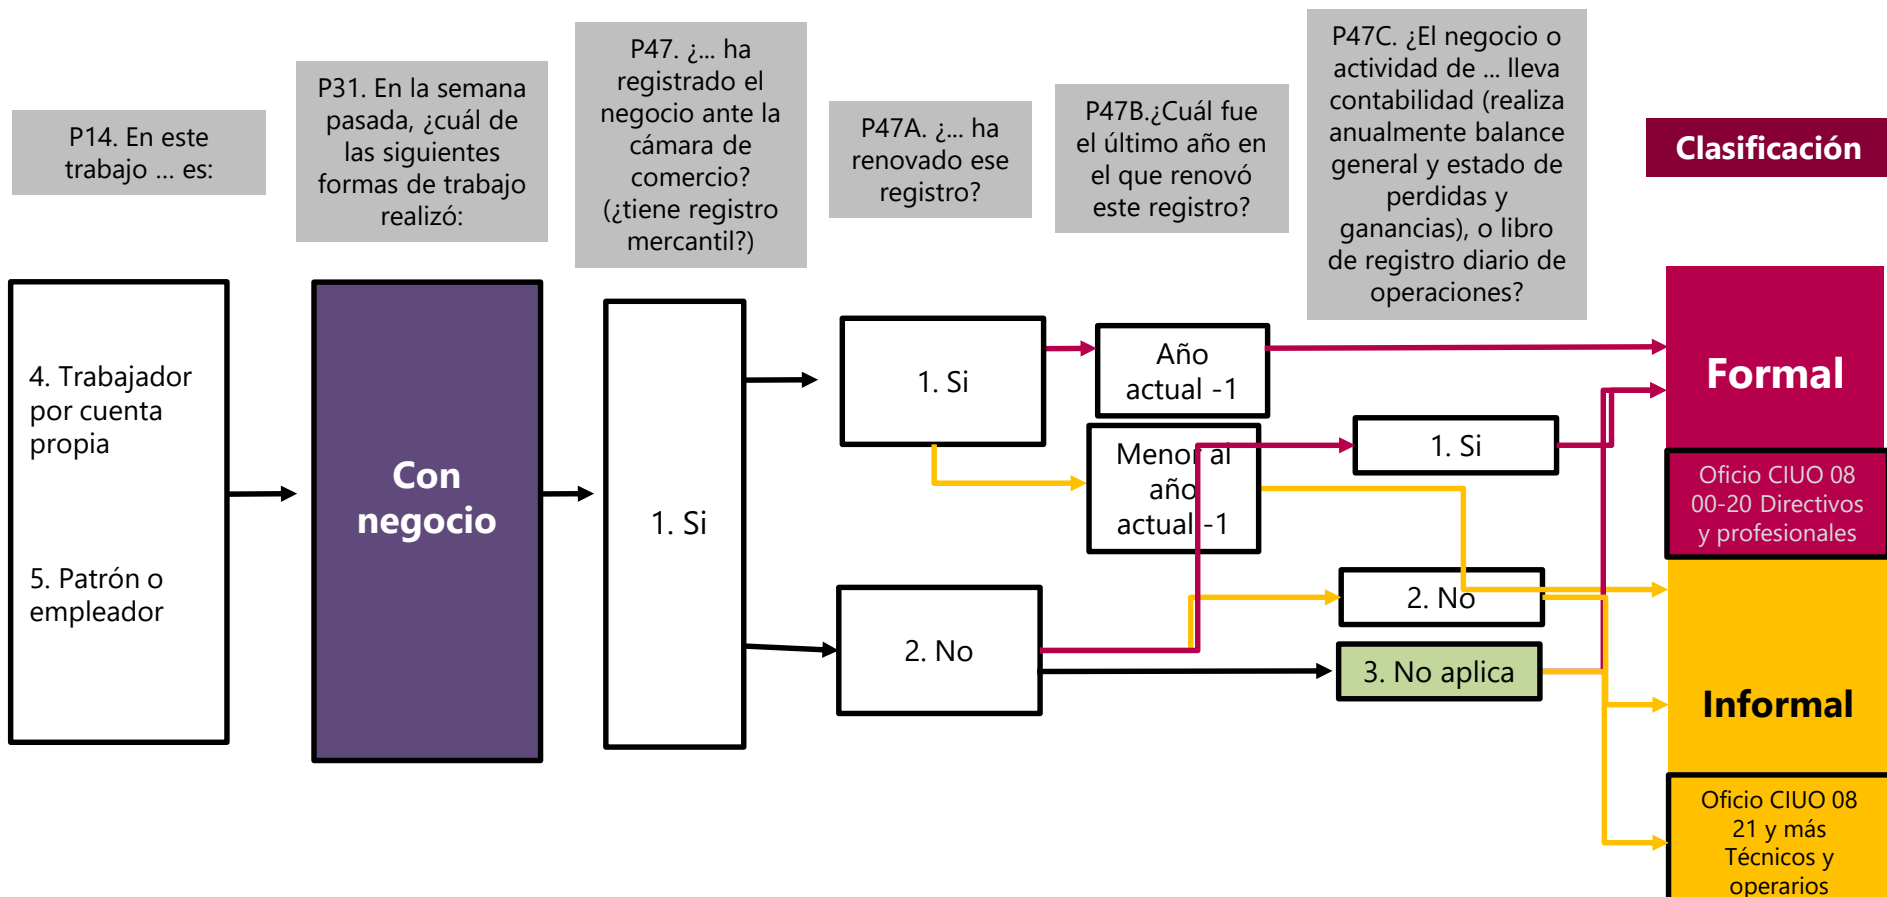 P14. En este
trabajo ... es:
P31. En la semana
pasada, ¿cuál de
las siguientes
formas de trabajo
realizó:
P47. ¿... ha
registrado el
negocio ante la
cámara de
comercio?
(¿tiene registro
mercantil?)
P47A. ¿... ha
renovado ese
registro?
P47B.¿Cuál fue
el último año en
el que renovó
este registro?
P47C. ¿El negocio o
actividad de ... lleva
contabilidad (realiza
anualmente balance
general y estado de
perdidas y
ganancias), o libro
de registro diario de
operaciones?
Clasificación
4. Trabajador
por cuenta
propia
5. Patrón o
empleador
Con
negocio
1. Si
1. Si
2. No
Año
actual -1
Menor al
año
actual -1
1. Si
2. No
3. No aplica
Formal
Oficio CIUO 08
00-20 Directivos
y profesionales
Informal
Oficio CIUO 08
21 y más
Técnicos y
operarios